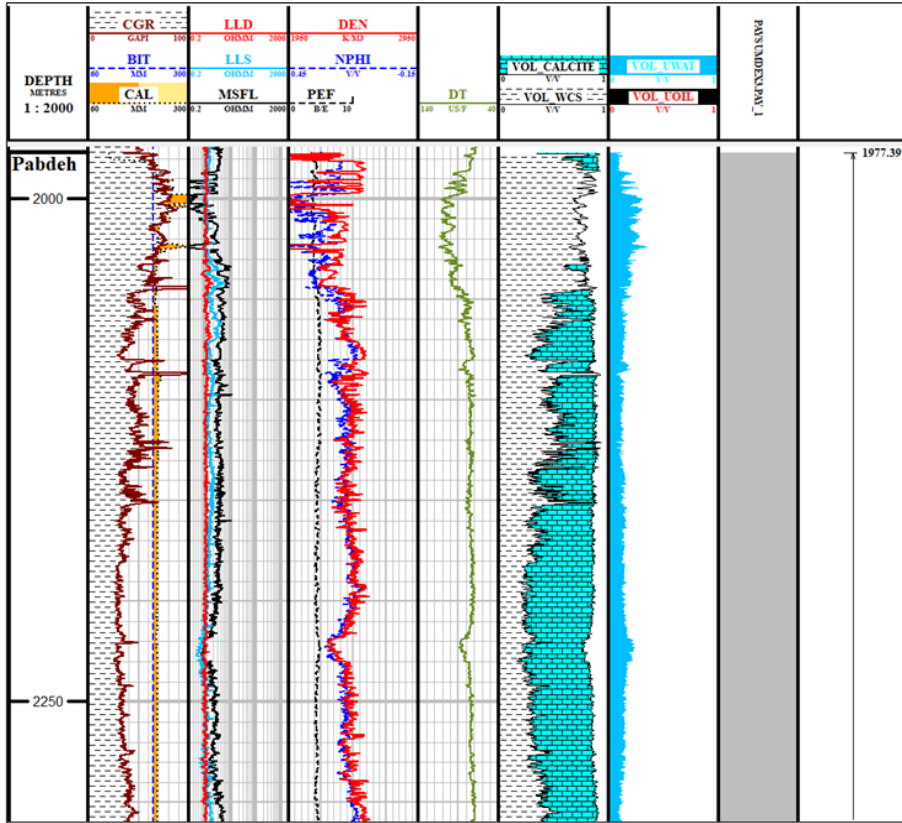 DEPTH
METRES
1 : 2000
CGR
0 GAPI 100
BIT
60 MM 300
CAL
60 MM 300
LLD
0.2 OHMM 2000
LLS
0.2 OHMM 2000
MSFL
0.2 OHMM 2000
DEN
1950 K/M3 2950
NPHI
0.45 V/V -0.15
PEF
0 B/E 10
DT
140 US/F 40
VOL_CALCITE
0 V/V 1
VOL_WCS
0 V/V 1
VOL_UWAT
0 V/V 1
VOL_UOIL
0 V/V 1
Pabdeh
1977.39
2000
2250